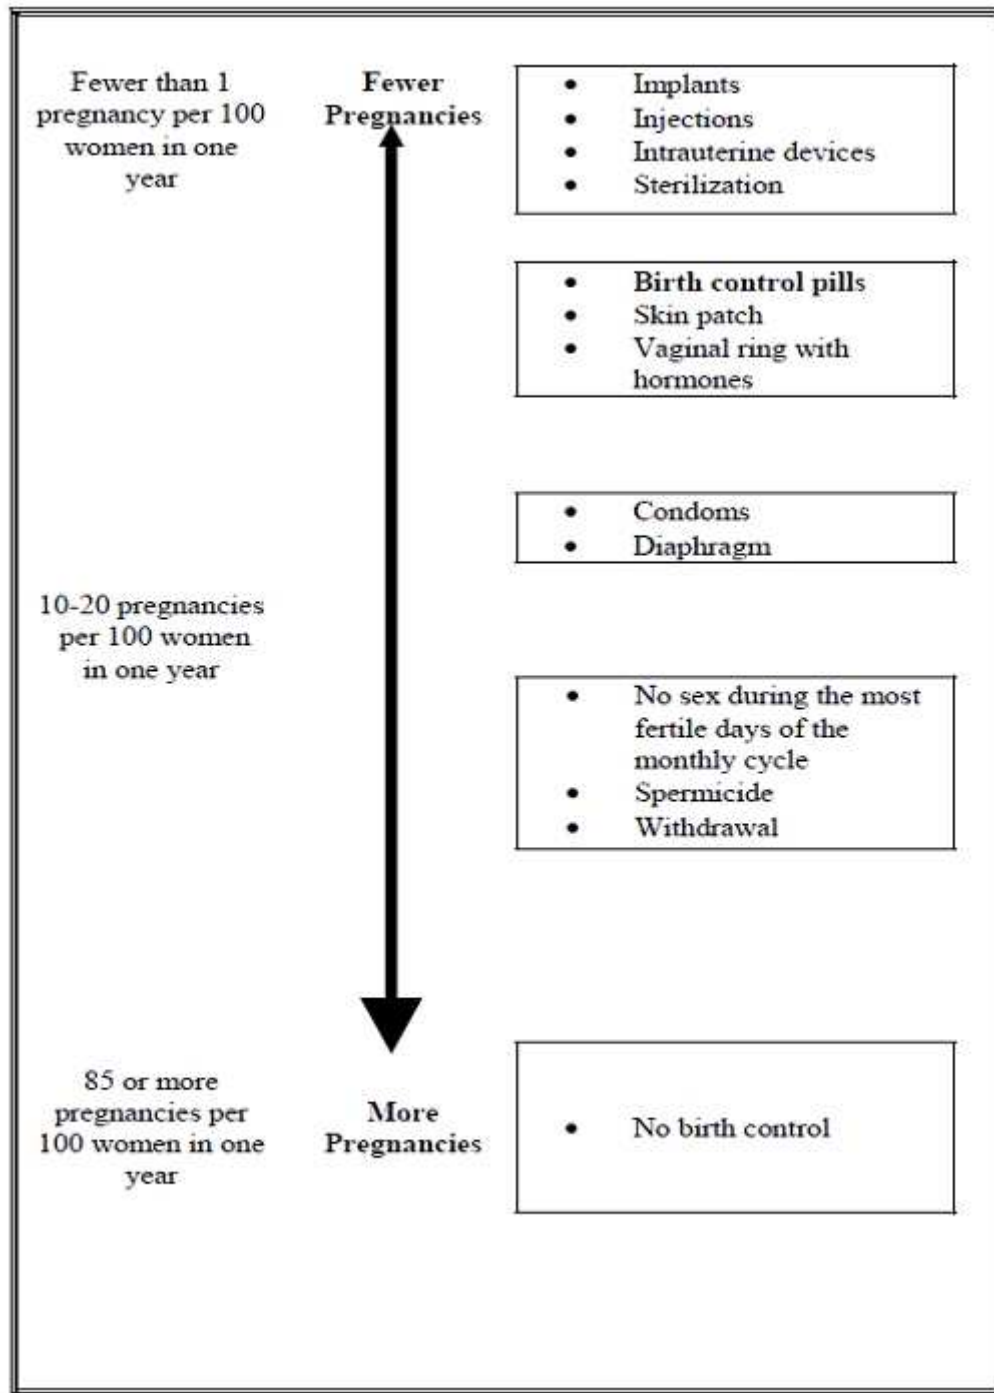 Fewer than 1
pregnancy per 100
women in one
year
Fewer
Pregnancies
• Implants
• Injections
• Intrauterine devices
• Sterilization
• Birth control pills
• Skin patch
• Vaginal ring with
hormones
• Condoms
• Diaphragm
10-20 pregnancies
per 100 women
in one year
• No sex during the most
fertile days of the
monthly cycle
• Spermicide
• Withdrawal
85 or more
pregnancies per
100 women in one
year
More
Pregnancies
• No birth control